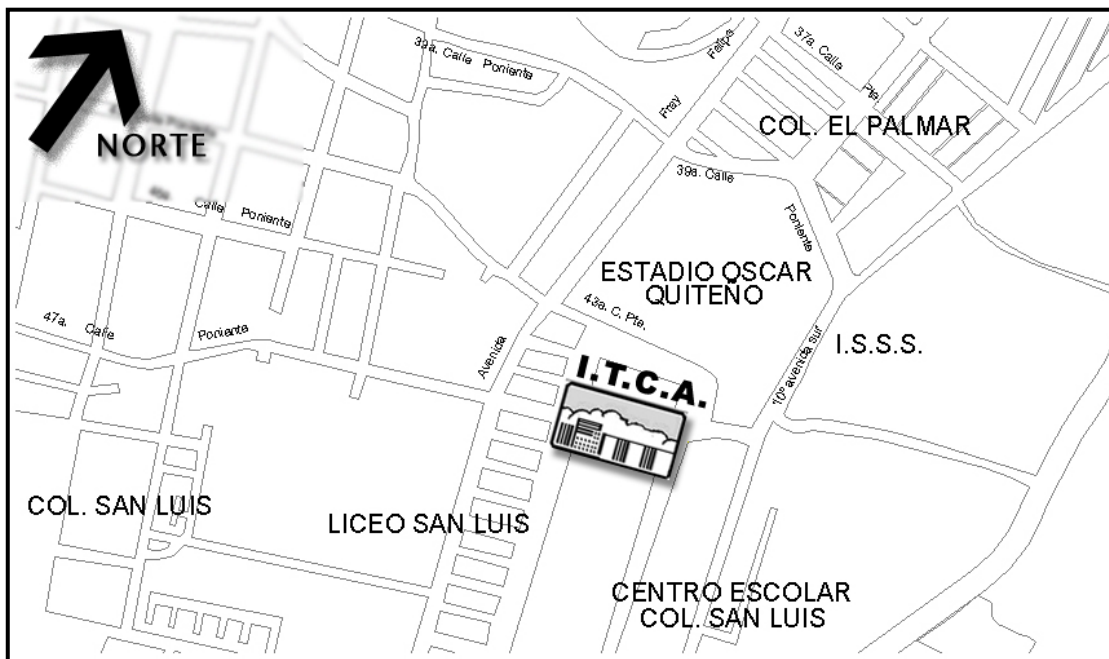 39a. Calle Poniente
Fray Felipe
37a. Calle Pte.
NORTE
COL. EL PALMAR
39a. Calle Poniente
Calle Poniente
ESTADIO OSCAR
QUITEÑO
43a. C. Pte.
47a. Calle Poniente
Avenida
10º avenida sur
I.S.S.S.
I.T.C.A.
COL. SAN LUIS
LICEO SAN LUIS
CENTRO ESCOLAR
COL. SAN LUIS